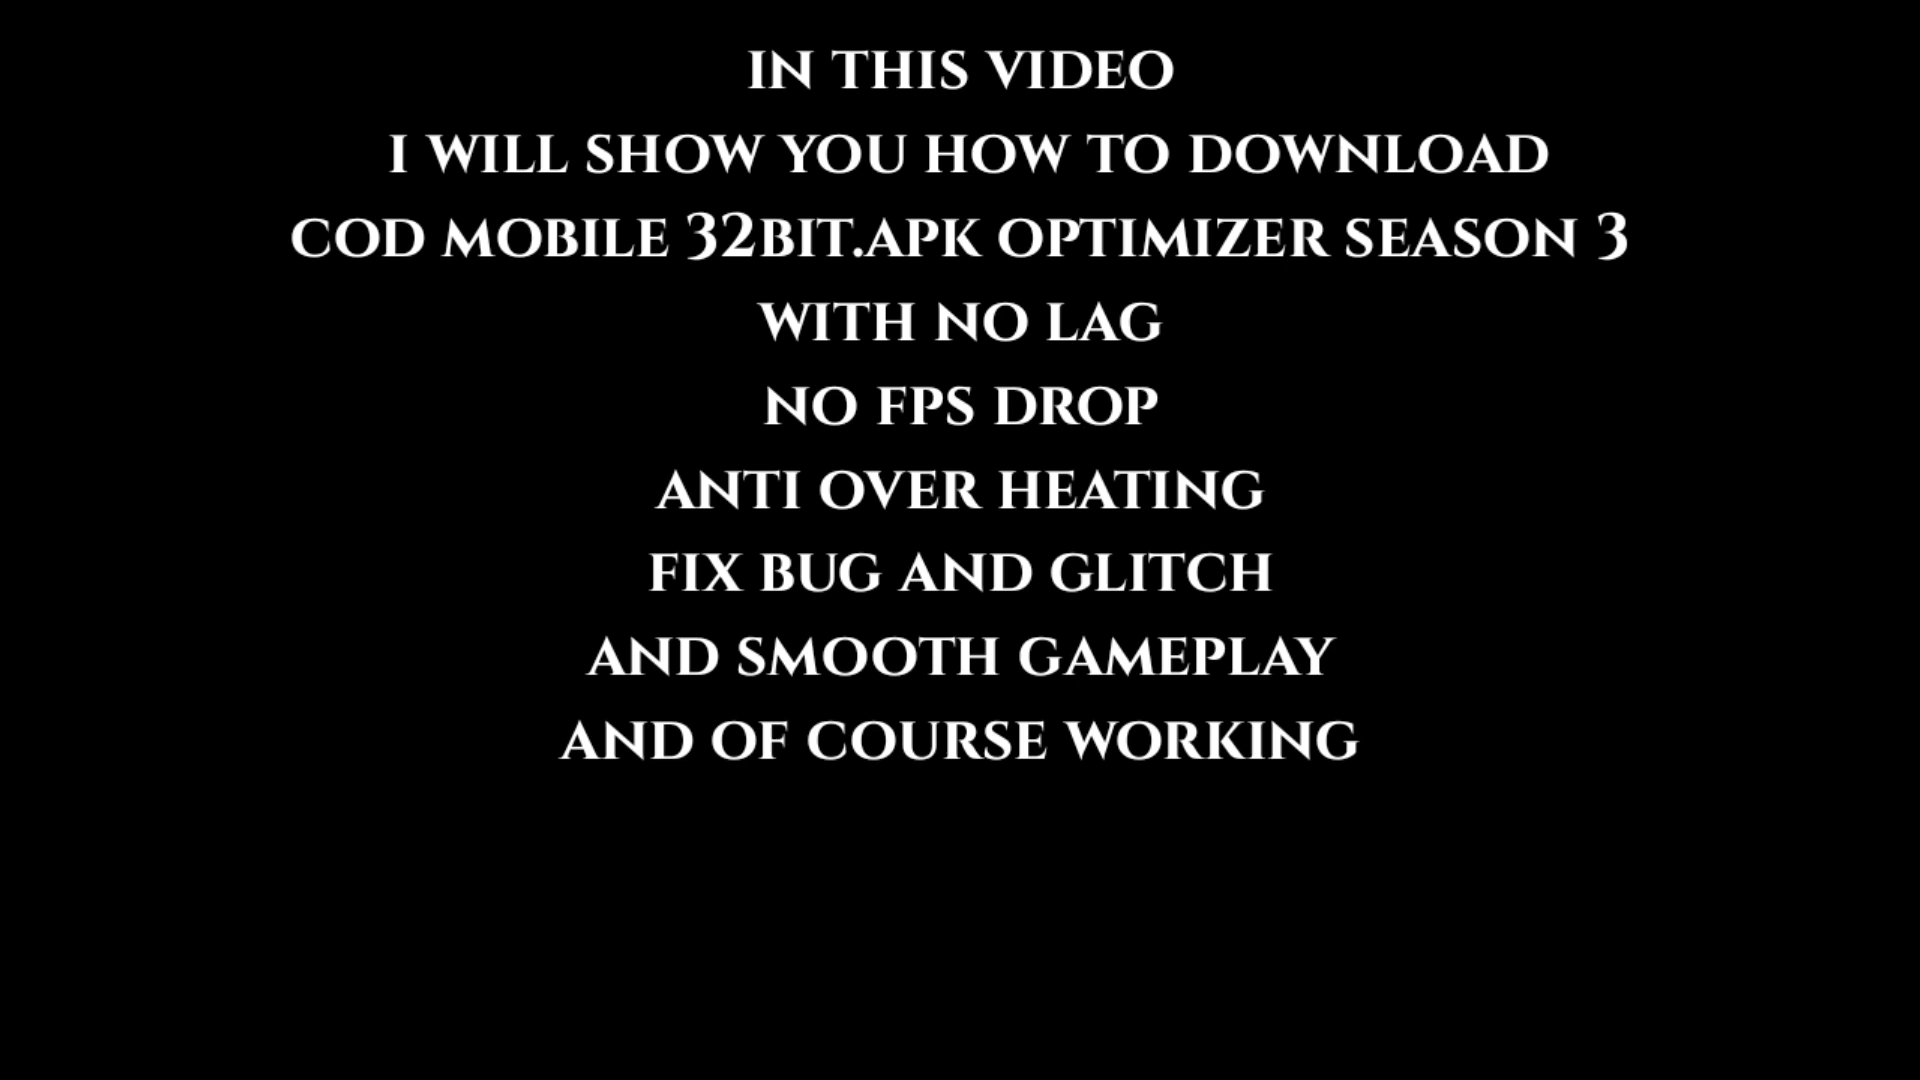 IN THIS VIDEO
I WILL SHOW YOU HOW TO DOWNLOAD
COD MOBILE 32BIT.APK OPTIMIZER SEASON 3
WITH NO LAG
NO FPS DROP
ANTI OVER HEATING
FIX BUG AND GLITCH
AND SMOOTH GAMEPLAY
AND OF COURSE WORKING